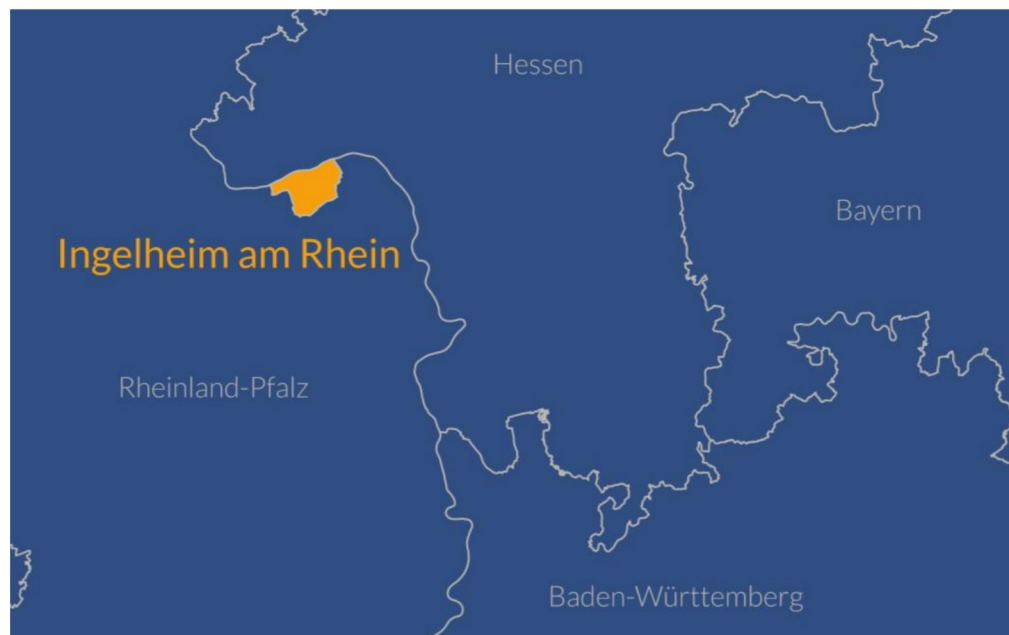 Hessen
Bayern
Ingelheim am Rhein
Rheinland-Pfalz
Baden-Württemberg